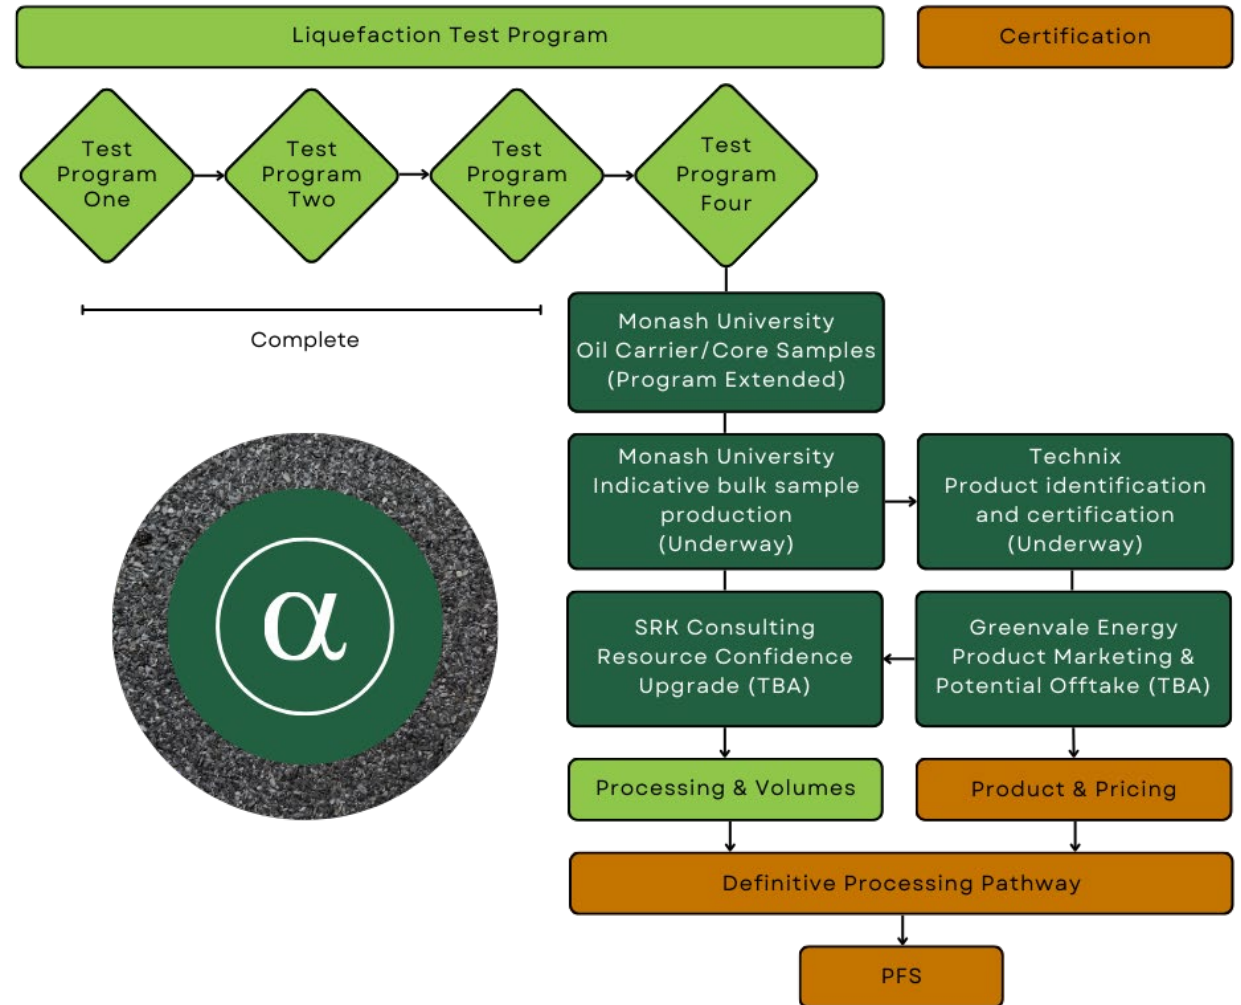 Liquefaction Test Program
Certification
Test
Program
One
Test
Program
Two
Test
Program
Three
Test
Program
Four
Complete
Monash University
Oil Carrier/Core Samples
(Program Extended)
Monash University
Indicative bulk sample
production
(Underway)
Technix
Product identification
and certification
(Underway)
SRK Consulting
Resource Confidence
Upgrade (TBA)
Greenvale Energy
Product Marketing &
Potential Offtake (TBA)
α
Processing & Volumes
Product & Pricing
Definitive Processing Pathway
PFS